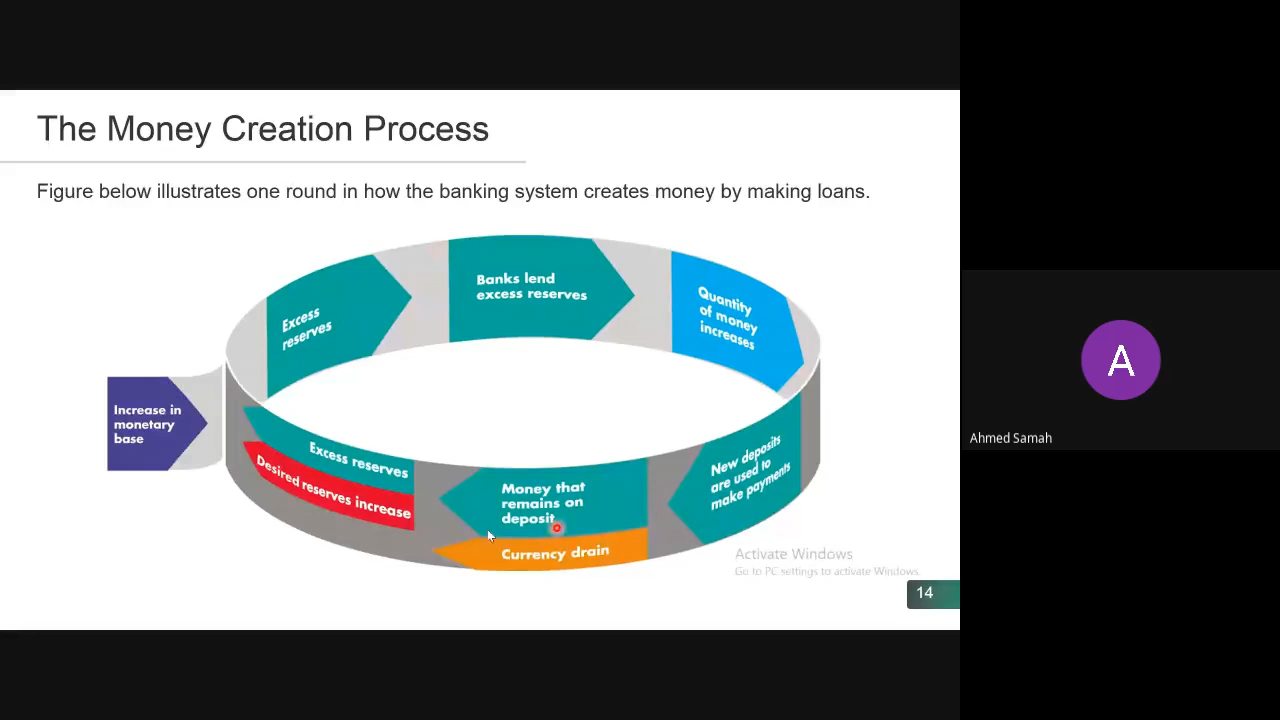 The Money Creation Process
Figure below illustrates one round in how the banking system creates money by making loans.
Excess
reserves
Banks lend
excess reserves
Quantity
of money
increases
Increase in
monetary
base
Excess reserves
Desired reserves increase
Money that
remains on
deposit
Currency drain
New deposits
are used to
make payments
Activate Windows
Go to PC settings to activate Windows.
14
A
Ahmed Samah